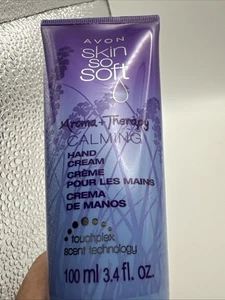 AVON
skin
so
soft
Aroma+Therapy
CALMING
HAND
CREAM
CRÈME
POUR LES MAINS
CREMA
DE MANOS
touchplex
scent technology
100 ml/3.4 fl. oz.